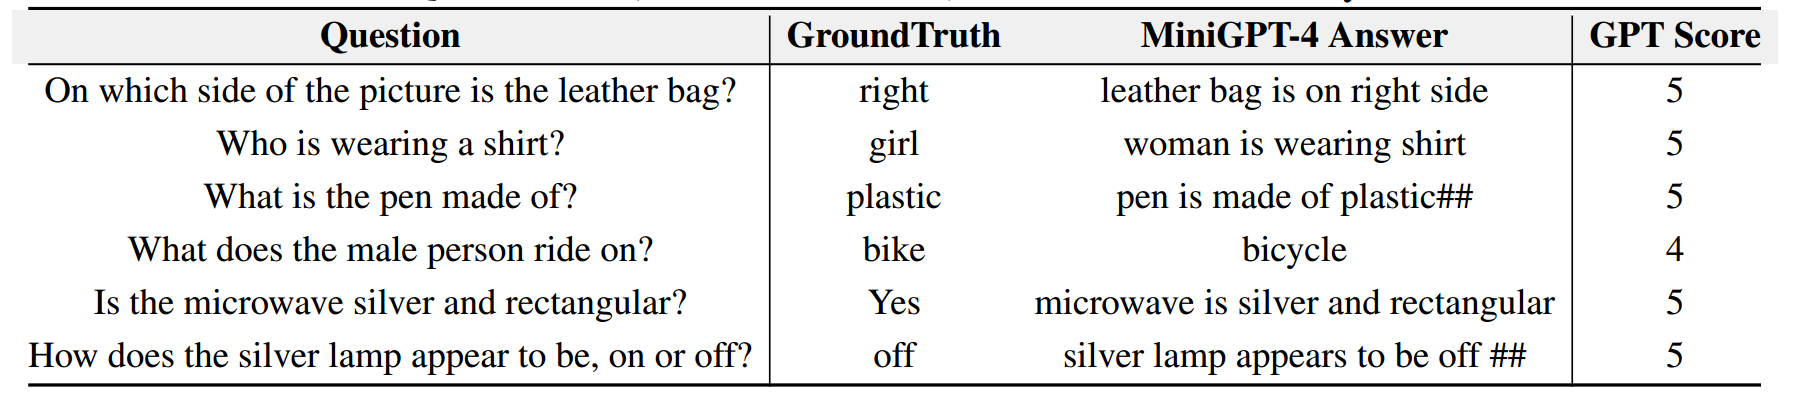 Question GroundTruth MiniGPT-4 Answer GPT Score
On which side of the picture is the leather bag? right leather bag is on right side 5
Who is wearing a shirt? girl woman is wearing shirt 5
What is the pen made of? plastic pen is made of plastic## 5
What does the male person ride on? bike bicycle 4
Is the microwave silver and rectangular? Yes microwave is silver and rectangular 5
How does the silver lamp appear to be, on or off? off silver lamp appears to be off ## 5